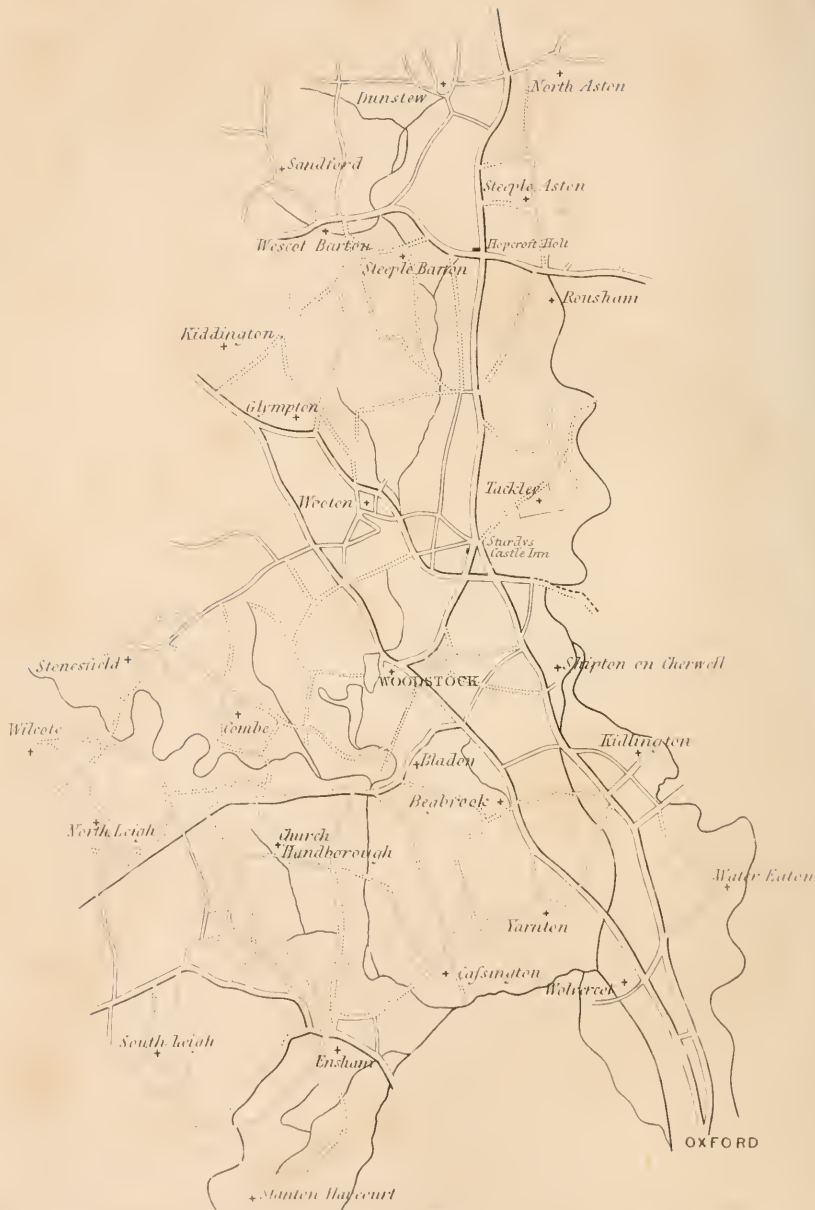 Dunstew
North Aston
Sandford
Steeple Aston
Wescot Barton
Hopcroft Holt
Steeple Barton
Rousham
Kiddington
Glympton
Wooton
Tackley
Sturdys
Castle Inn
Stonesfield
WOODSTOCK
Shipton on Cherwell
Wilcote
Combe
Kidlington
Bladon
Begbrock
North Leigh
Church
Handborough
Water Eaton
Yarnton
Caſsington
Wolvercot
South Leigh
Ensham
OXFORD
Stanton Harcourt